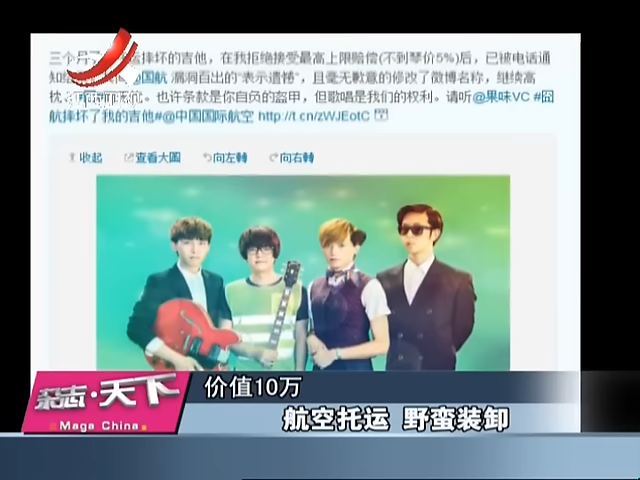 三个月了 运摔坏的吉他，在我拒绝接受最高上限赔偿(不到琴价5%)后，已被电话通
知 国航 漏洞百出的“表示遗憾”，且毫无歉意的修改了微博名称，继续高
枕 忧。也许条款是你自负的盔甲，但歌唱是我们的权利。请听@果味VC #囧
航摔坏了我的吉他#@中国国际航空 http://t.cn/zWJEotC
收起 查看大圖 向左轉 向右轉
杂志·天下
Maga China
价值10万
航空托运 野蛮装卸